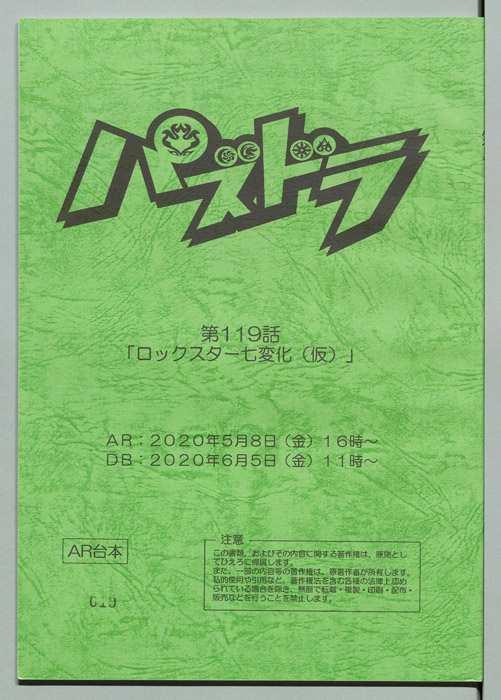 パズドラ
第119話
「ロックスター七変化（仮）」
AR：2020年5月8日（金）16時～
DB：2020年6月5日（金）11時～
AR台本
019
注意
この書類、およびその内容に関する著作権は、原則とし
てぴえろに帰属します。
また、一部の内容等の著作権は、原著作者が所有します。
私的使用や引用など、著作権法を含む各種の法律上認め
られている場合を除き、無断で転載・複製・印刷・配布・
販売などを行うことを禁止します。